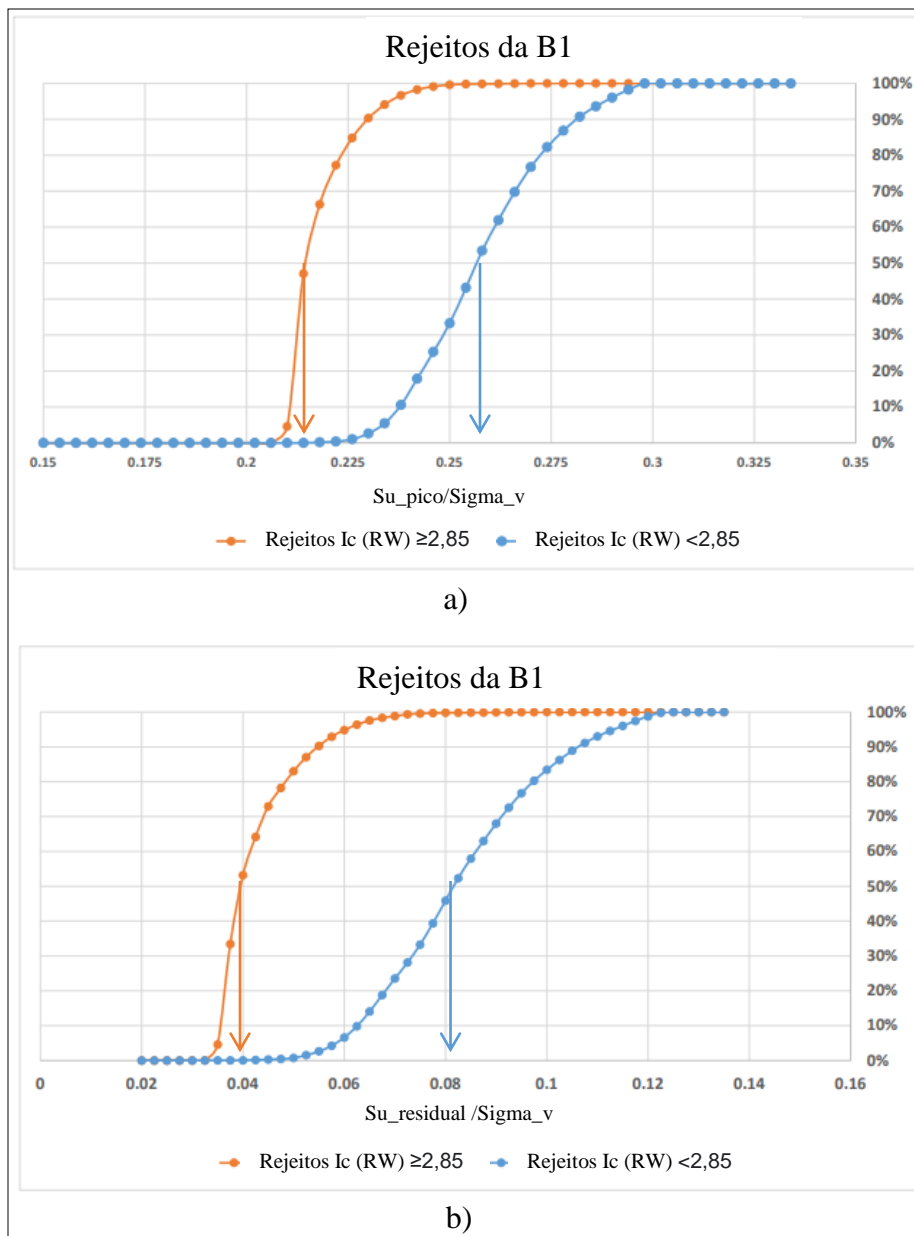 Rejeitos da B1
100%
90%
80%
70%
60%
50%
40%
30%
20%
10%
0%
0.15 0.175 0.2 0.225 0.25 0.275 0.3 0.325 0.35
Su_pico/Sigma_v
Rejeitos Ic (RW) ≥2,85 Rejeitos Ic (RW) <2,85
a)
Rejeitos da B1
100%
90%
80%
70%
60%
50%
40%
30%
20%
10%
0%
0 0.02 0.04 0.06 0.08 0.1 0.12 0.14 0.16
Su_residual /Sigma_v
Rejeitos Ic (RW) ≥2,85 Rejeitos Ic (RW) <2,85
b)